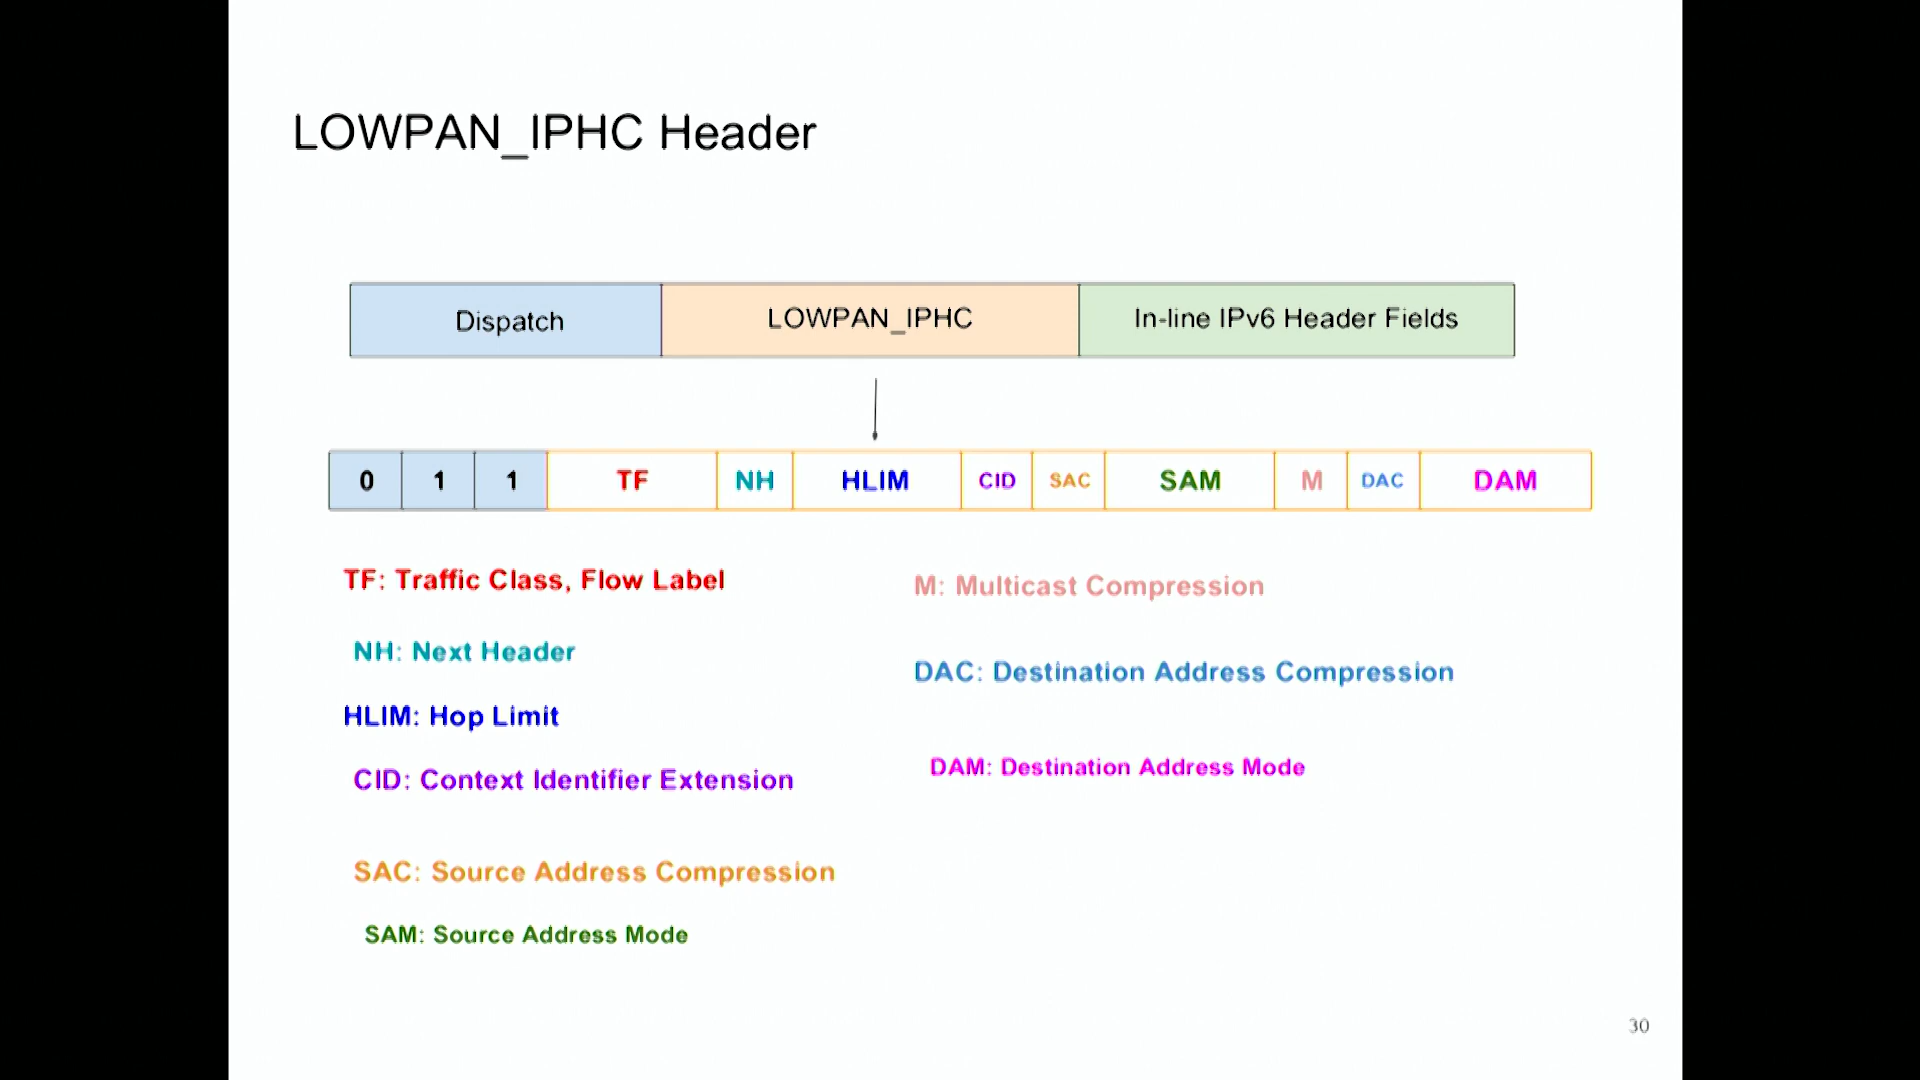 LOWPAN_IPHC Header
Dispatch LOWPAN_IPHC In-line IPv6 Header Fields
0 1 1 TF NH HLIM CID SAC SAM M DAC DAM
TF: Traffic Class, Flow Label
NH: Next Header
HLIM: Hop Limit
CID: Context Identifier Extension
SAC: Source Address Compression
SAM: Source Address Mode
M: Multicast Compression
DAC: Destination Address Compression
DAM: Destination Address Mode
30